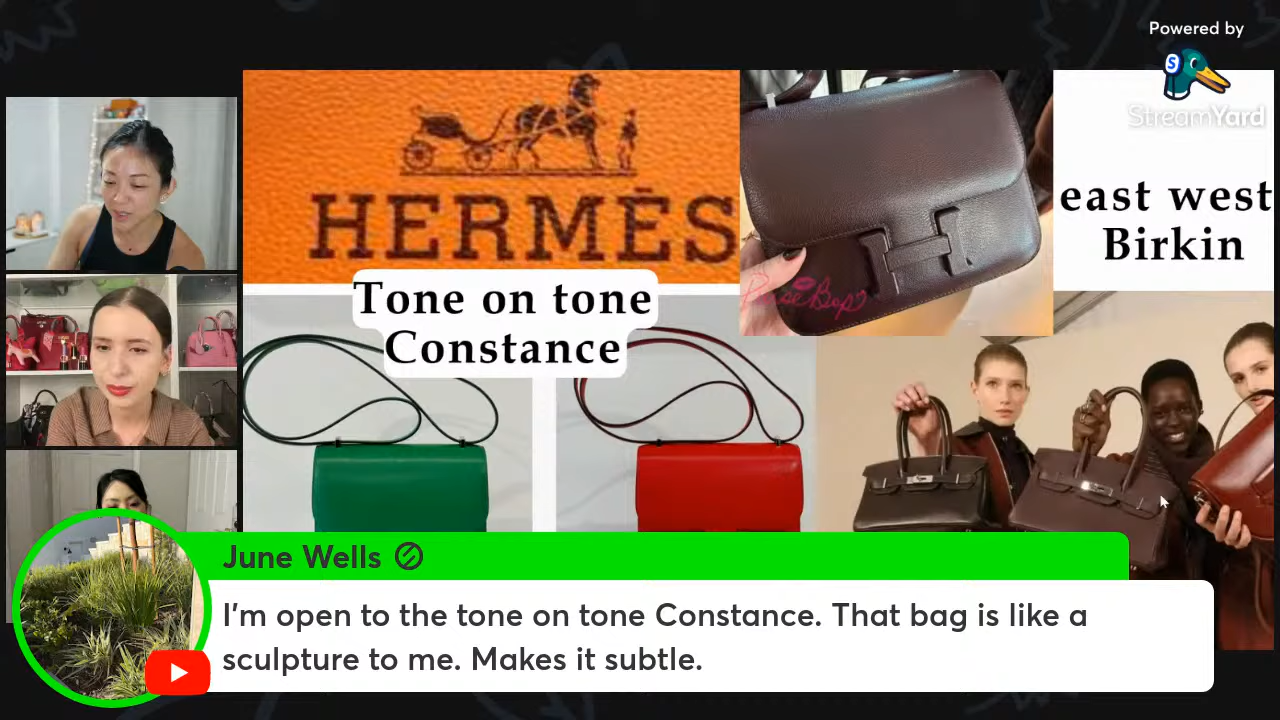 Powered by
StreamYard
HERMÈS
Tone on tone
Constance
east west
Birkin
PurseBop
June Wells
I'm open to the tone on tone Constance. That bag is like a
sculpture to me. Makes it subtle.